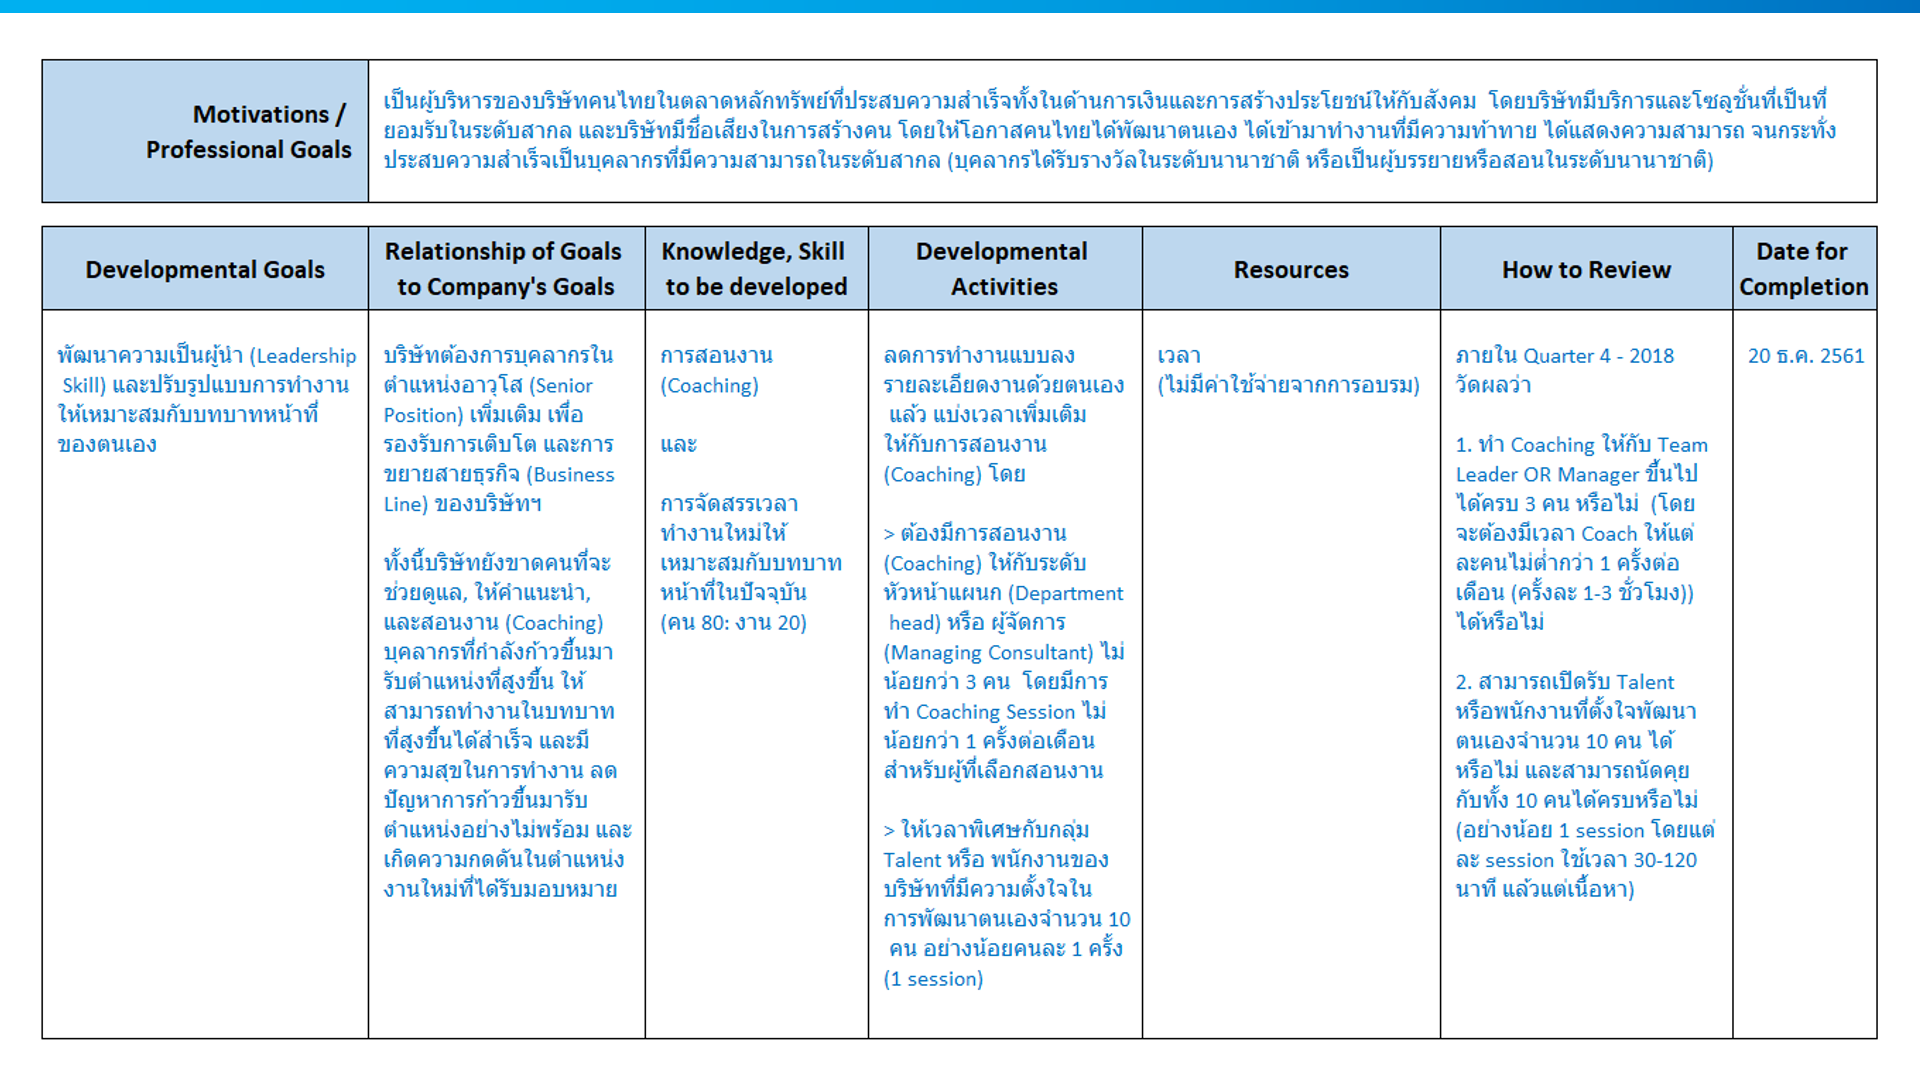 Motivations /
Professional Goals
เป็นผู้บริหารของบริษัทคนไทยในตลาดหลักทรัพย์ที่ประสบความสำเร็จทั้งในด้านการเงินและการสร้างประโยชน์ให้กับสังคม โดยบริษัทมีบริการและโซลูชั่นที่เป็นที่
ยอมรับในระดับสากล และบริษัทมีชื่อเสียงในการสร้างคน โดยให้โอกาสคนไทยได้พัฒนาตนเอง ได้เข้ามาทำงานที่มีความท้าทาย ได้แสดงความสามารถ จนกระทั่ง
ประสบความสำเร็จเป็นบุคลากรที่มีความสามารถในระดับสากล (บุคลากรได้รับรางวัลในระดับนานาชาติ หรือเป็นผู้บรรยายหรือสอนในระดับนานาชาติ)
Developmental Goals
Relationship of Goals
to Company's Goals
Knowledge, Skill
to be developed
Developmental
Activities
Resources
How to Review
Date for
Completion
พัฒนาความเป็นผู้นำ (Leadership
Skill) และปรับรูปแบบการทำงาน
ให้เหมาะสมกับบทบาทหน้าที่
ของตนเอง
บริษัทต้องการบุคลากรใน
ตำแหน่งอาวุโส (Senior
Position) เพิ่มเติม เพื่อ
รองรับการเติบโต และการ
ขยายสายธุรกิจ (Business
Line) ของบริษัทฯ
ทั้งนี้บริษัทยังขาดคนที่จะ
ช่วยดูแล, ให้คำแนะนำ,
และสอนงาน (Coaching)
บุคลากรที่กำลังก้าวขึ้นมา
รับตำแหน่งที่สูงขึ้น ให้
สามารถทำงานในบทบาท
ที่สูงขึ้นได้สำเร็จ และมี
ความสุขในการทำงาน ลด
ปัญหาการก้าวขึ้นมารับ
ตำแหน่งอย่างไม่พร้อม และ
เกิดความกดดันในตำแหน่ง
งานใหม่ที่ได้รับมอบหมาย
การสอนงาน
(Coaching)
และ
การจัดสรรเวลา
ทำงานใหม่ให้
เหมาะสมกับบทบาท
หน้าที่ในปัจจุบัน
(คน 80: งาน 20)
ลดการทำงานแบบลง
รายละเอียดงานด้วยตนเอง
แล้ว แบ่งเวลาเพิ่มเติม
ให้กับการสอนงาน
(Coaching) โดย
> ต้องมีการสอนงาน
(Coaching) ให้กับระดับ
หัวหน้าแผนก (Department
head) หรือ ผู้จัดการ
(Managing Consultant) ไม่
น้อยกว่า 3 คน โดยมีการ
ทำ Coaching Session ไม่
น้อยกว่า 1 ครั้งต่อเดือน
สำหรับผู้ที่เลือกสอนงาน
> ให้เวลาพิเศษกับกลุ่ม
Talent หรือ พนักงานของ
บริษัทที่มีความตั้งใจใน
การพัฒนาตนเองจำนวน 10
คน อย่างน้อยคนละ 1 ครั้ง
(1 session)
เวลา
(ไม่มีค่าใช้จ่ายจากการอบรม)
ภายใน Quarter 4 - 2018
วัดผลว่า
1. ทำ Coaching ให้กับ Team
Leader OR Manager ขึ้นไป
ได้ครบ 3 คน หรือไม่ (โดย
จะต้องมีเวลา Coach ให้แต่
ละคนไม่ต่ำกว่า 1 ครั้งต่อ
เดือน (ครั้งละ 1-3 ชั่วโมง))
ได้หรือไม่
2. สามารถเปิดรับ Talent
หรือพนักงานที่ตั้งใจพัฒนา
ตนเองจำนวน 10 คน ได้
หรือไม่ และสามารถนัดคุย
กับทั้ง 10 คนได้ครบหรือไม่
(อย่างน้อย 1 session โดยแต่
ละ session ใช้เวลา 30-120
นาที แล้วแต่เนื้อหา)
20 ธ.ค. 2561